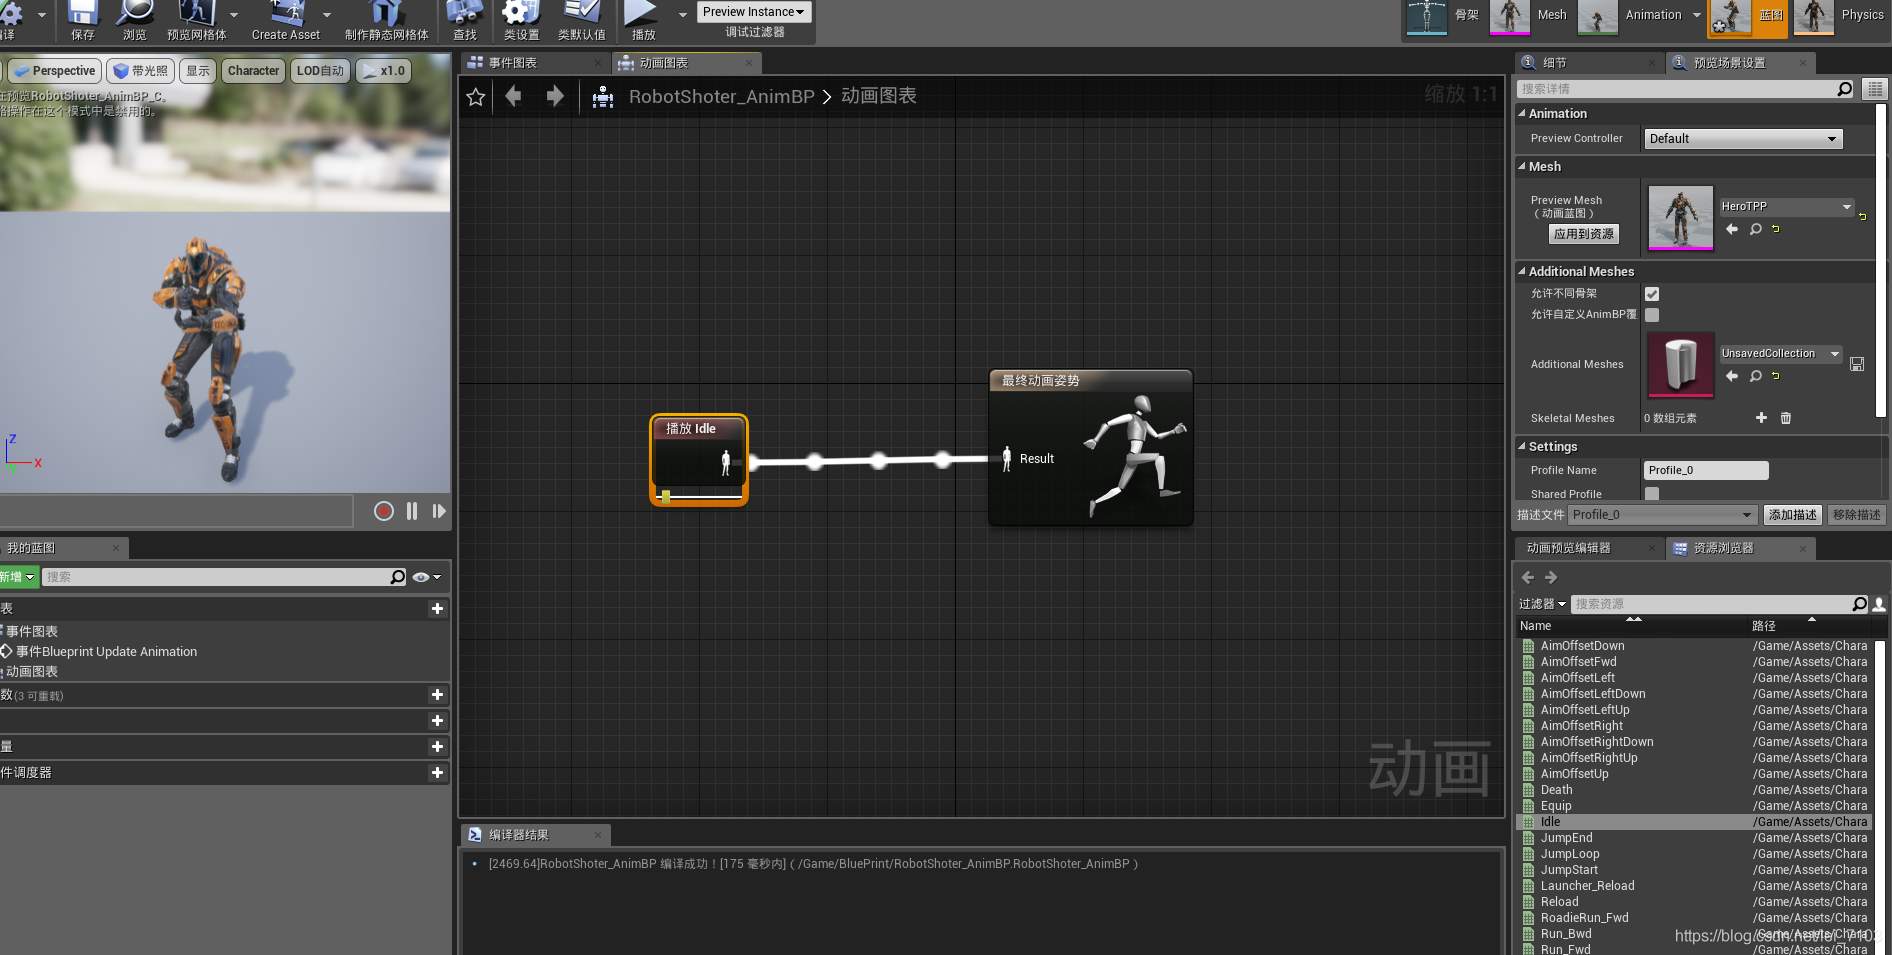 编译
保存
浏览
预览网格体
Create Asset
制作静态网格体
查找
类设置
类默认值
播放
Preview Instance
调试过滤器
骨架
Mesh
Animation
蓝图
Physics
Perspective
带光照
显示
Character
LOD自动
x1.0
在预览RobotShoter_AnimBP_C。
操作在这个模式中是禁用的。
Z
X
Y
事件图表
动画图表
RobotShoter_AnimBP > 动画图表
缩放 1:1
播放 Idle
最终动画姿势
Result
动画
编译器结果
[2469.64]RobotShoter_AnimBP 编译成功！[175 毫秒内]（/Game/BluePrint/RobotShoter_AnimBP.RobotShoter_AnimBP）
我的蓝图
新增
搜索
表
事件图表
事件Blueprint Update Animation
动画图表
数(3 可重载)
量
件调度器
细节
预览场景设置
搜索详情
Animation
Preview Controller
Default
Mesh
Preview Mesh
（动画蓝图）
应用到资源
HeroTPP
Additional Meshes
允许不同骨架
允许自定义AnimBP覆
Additional Meshes
UnsavedCollection
Skeletal Meshes
0 数组元素
Settings
Profile Name
Profile_0
Shared Profile
描述文件
Profile_0
添加描述
移除描述
动画预览编辑器
资源浏览器
过滤器
搜索资源
Name
路径
AimOffsetDown /Game/Assets/Chara
AimOffsetFwd /Game/Assets/Chara
AimOffsetLeft /Game/Assets/Chara
AimOffsetLeftDown /Game/Assets/Chara
AimOffsetLeftUp /Game/Assets/Chara
AimOffsetRight /Game/Assets/Chara
AimOffsetRightDown /Game/Assets/Chara
AimOffsetRightUp /Game/Assets/Chara
AimOffsetUp /Game/Assets/Chara
Death /Game/Assets/Chara
Equip /Game/Assets/Chara
Idle /Game/Assets/Chara
JumpEnd /Game/Assets/Chara
JumpLoop /Game/Assets/Chara
JumpStart /Game/Assets/Chara
Launcher_Reload /Game/Assets/Chara
Reload /Game/Assets/Chara
RoadieRun_Fwd /Game/Assets/Chara
Run_Bwd /Game/Assets/Chara
Run_Fwd /Game/Assets/Chara